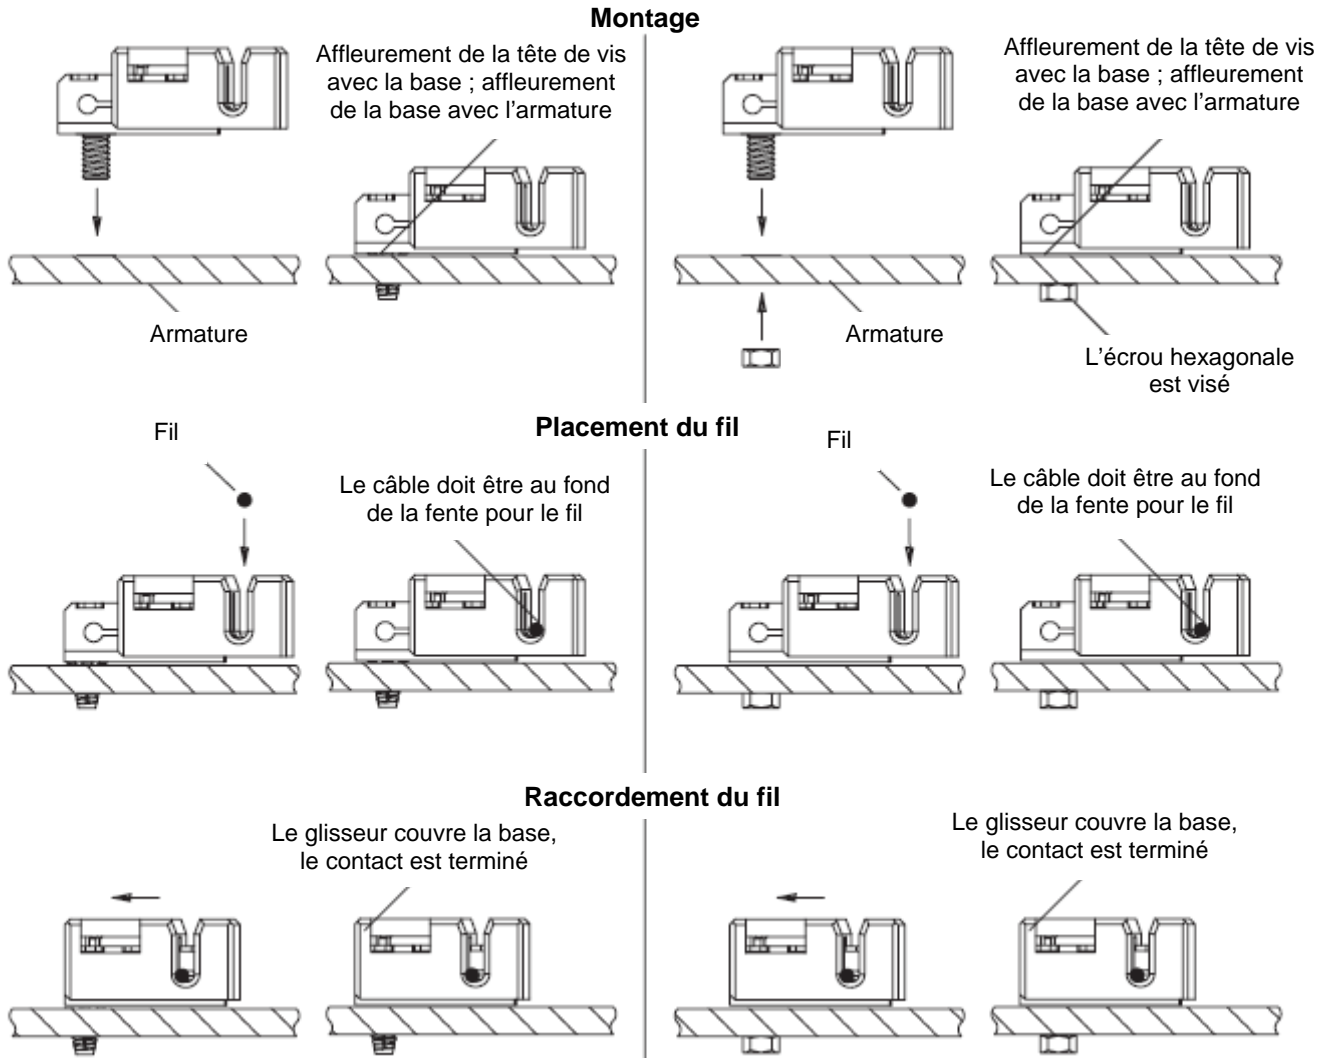 Montage
Affleurement de la tête de vis
avec la base ; affleurement
de la base avec l'armature
Affleurement de la tête de vis
avec la base ; affleurement
de la base avec l'armature
Armature
Armature
L'écrou hexagonale
est visé
Placement du fil
Fil
Le câble doit être au fond
de la fente pour le fil
Fil
Le câble doit être au fond
de la fente pour le fil
Raccordement du fil
Le glisseur couvre la base,
le contact est terminé
Le glisseur couvre la base,
le contact est terminé